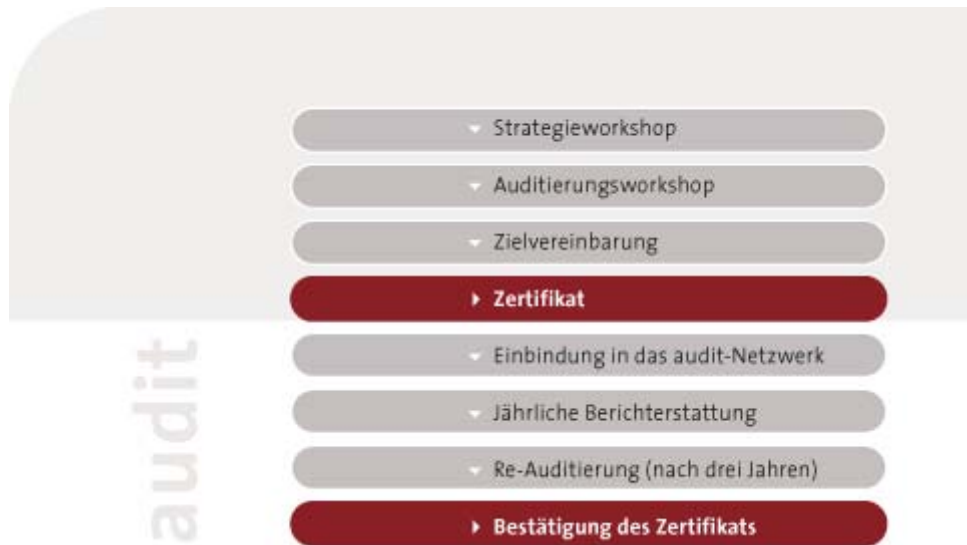 Strategieworkshop
Auditierungsworkshop
Zielvereinbarung
Zertifikat
Einbindung in das audit-Netzwerk
Jährliche Berichterstattung
Re-Auditierung (nach drei Jahren)
Bestätigung des Zertifikats
audit